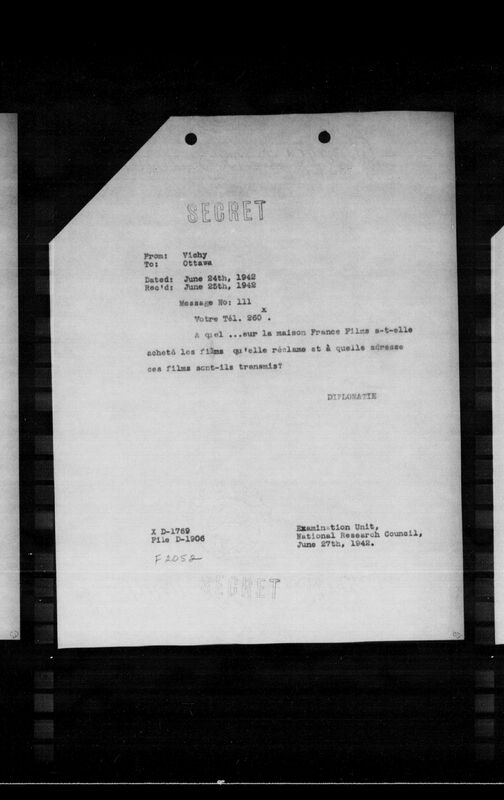 SECRET
From: Vichy
To: Ottawa
Dated: June 24th, 1942
Rec'd: June 25th, 1942
Message No: 111
x
Votre Tél. 260 .
A quel ...eur la maison France Films a-t-elle
acheté les films qu'elle réclame et à quelle adresse
ces films sont-ils transmis?
DIPLOMATIE
X D-1769
File D-1906
F2052
Examination Unit,
National Research Council,
June 27th, 1942.
SECRET